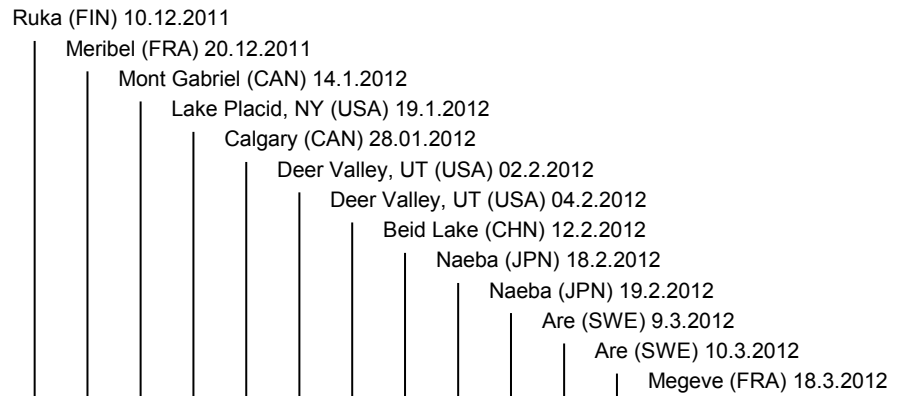 Ruka (FIN) 10.12.2011
Meribel (FRA) 20.12.2011
Mont Gabriel (CAN) 14.1.2012
Lake Placid, NY (USA) 19.1.2012
Calgary (CAN) 28.01.2012
Deer Valley, UT (USA) 02.2.2012
Deer Valley, UT (USA) 04.2.2012
Beid Lake (CHN) 12.2.2012
Naeba (JPN) 18.2.2012
Naeba (JPN) 19.2.2012
Are (SWE) 9.3.2012
Are (SWE) 10.3.2012
Megeve (FRA) 18.3.2012